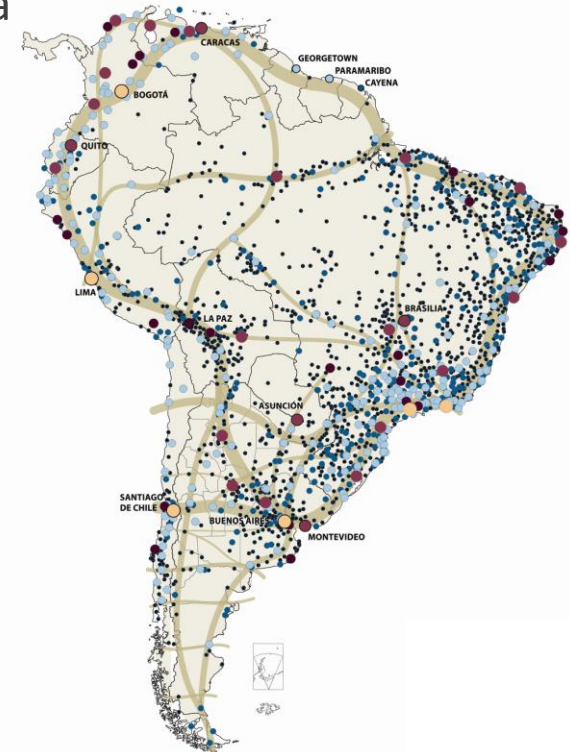 a
CARACAS
GEORGETOWN
PARAMARIBO
CAYENA
BOGOTÁ
QUITO
LIMA
LA PAZ
BRASILIA
ASUNCIÓN
SANTIAGO
DE CHILE
BUENOS AIRES
MONTEVIDEO